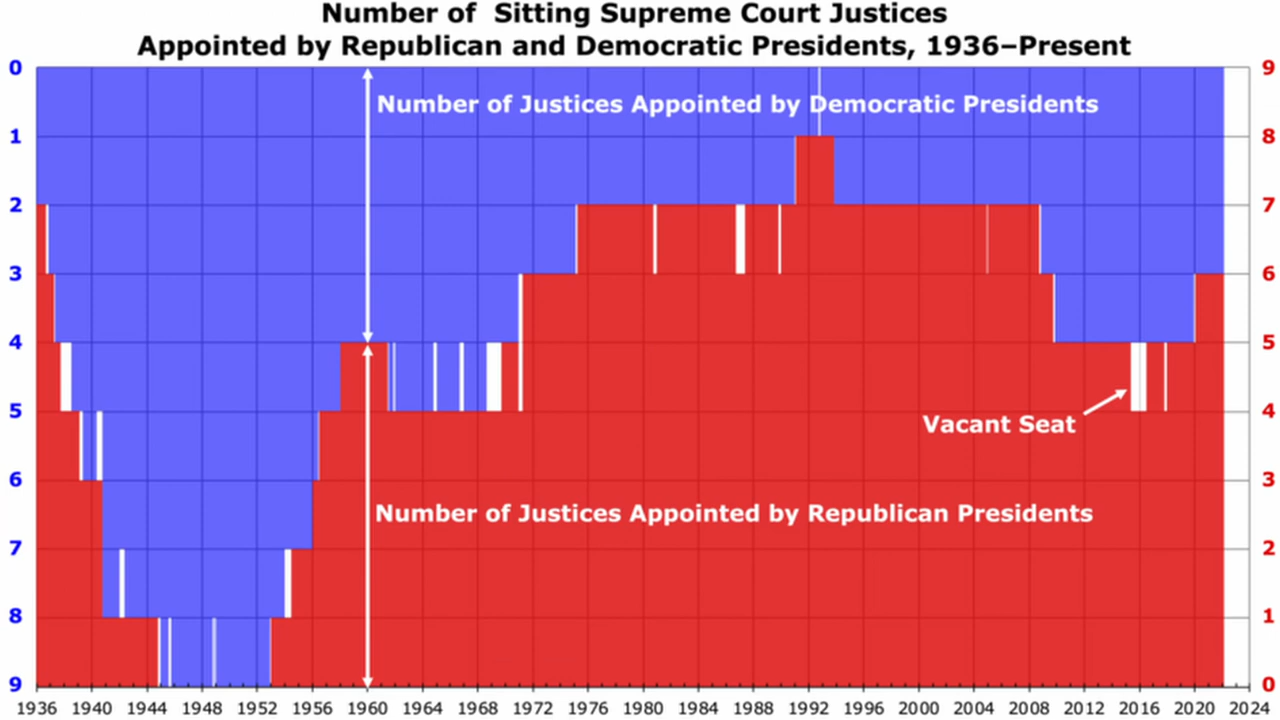 Number of  Sitting Supreme Court Justices
Appointed by Republican and Democratic Presidents, 1936–Present
0 9
Number of Justices Appointed by Democratic Presidents
1 8
2 7
3 6
4 5
5 4
Vacant Seat
6 3
Number of Justices Appointed by Republican Presidents
7 2
8 1
9 0
1936 1940 1944 1948 1952 1956 1960 1964 1968 1972 1976 1980 1984 1988 1992 1996 2000 2004 2008 2012 2016 2020 2024